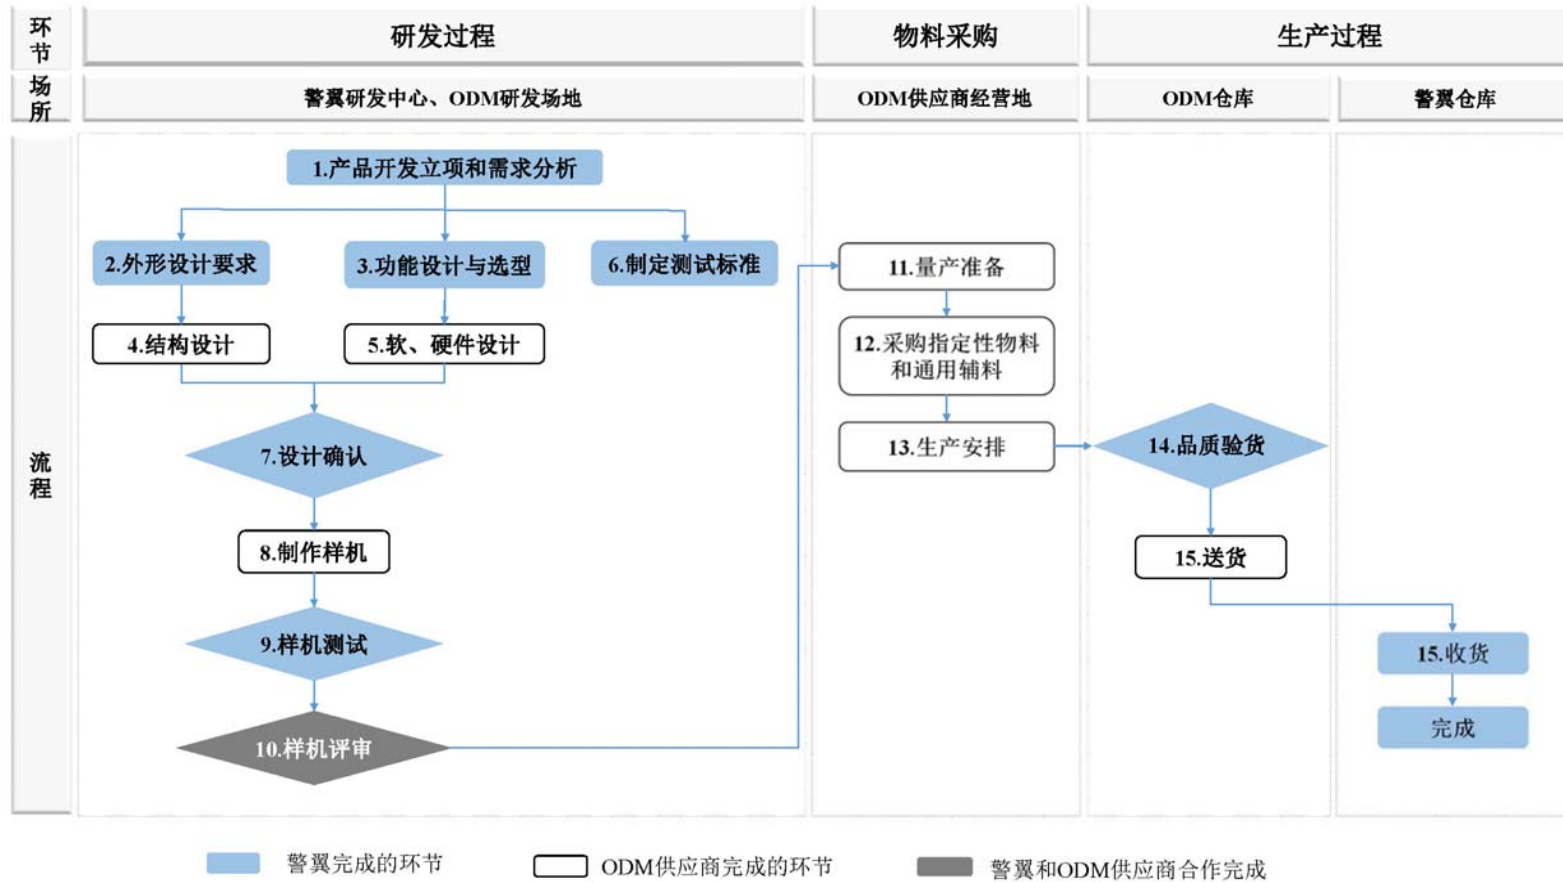 环节
研发过程
物料采购
生产过程
场所
警翼研发中心、ODM研发场地
ODM供应商经营地
ODM仓库
警翼仓库
流程
1.产品开发立项和需求分析
2.外形设计要求
3.功能设计与选型
6.制定测试标准
4.结构设计
5.软、硬件设计
7.设计确认
8.制作样机
9.样机测试
10.样机评审
11.量产准备
12.采购指定性物料
和通用辅料
13.生产安排
14.品质验货
15.送货
15.收货
完成
警翼完成的环节
ODM供应商完成的环节
警翼和ODM供应商合作完成